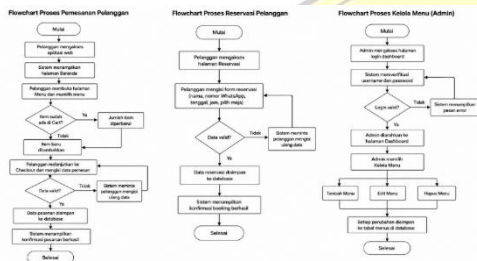 Flowchart Proses Pemesanan Pelanggan
Mulai
Pelanggan mengakses
aplikasi web
Sistem menampilkan
halaman Beranda
Pelanggan membuka halaman
Menu dan memilih menu
Item sudah
ada di Cart?
Ya
Jumlah item
diperbarui
Tidak
Item baru
ditambahkan
Pelanggan melanjutkan ke
Checkout dan mengisi data pemesan
Data valid?
Tidak
Sistem meminta
pelanggan mengisi
ulang data
Ya
Data pesanan disimpan
ke database
Sistem menampilkan
konfirmasi pesanan berhasil
Selesai
Flowchart Proses Reservasi Pelanggan
Mulai
Pelanggan mengakses
halaman Reservasi
Pelanggan mengisi form reservasi
(nama, nomor WhatsApp,
tanggal, jam, pilih meja)
Data valid?
Tidak
Sistem meminta
pelanggan mengisi
ulang data
Ya
Data reservasi disimpan
ke database
Sistem menampilkan
konfirmasi booking berhasil
Selesai
Flowchart Proses Kelola Menu (Admin)
Mulai
Admin mengakses halaman
login dashboard
Sistem memverifikasi
username dan password
Login valid?
Tidak
Sistem menampilkan
pesan error
Ya
Admin diarahkan ke
halaman Dashboard
Admin memilih
Kelola Menu
Tambah Menu
Edit Menu
Hapus Menu
Setiap perubahan disimpan
ke tabel menus di database
Selesai